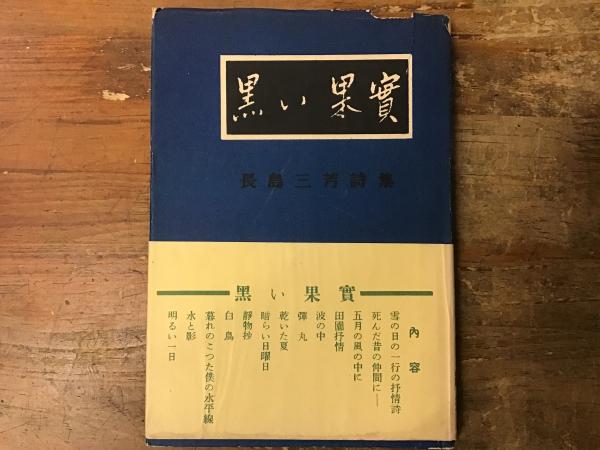 黒い果實
長島三芳詩集
黑い果實
內容
雪の日の一行の抒情詩
死んだ昔の仲間に──
五月の風の中に
田園抒情
波の中
彈丸
乾いた夏
暗らい日曜日
靜物抄
白鳥
暮れのこつた僕の水平線
水と影
明るい一日